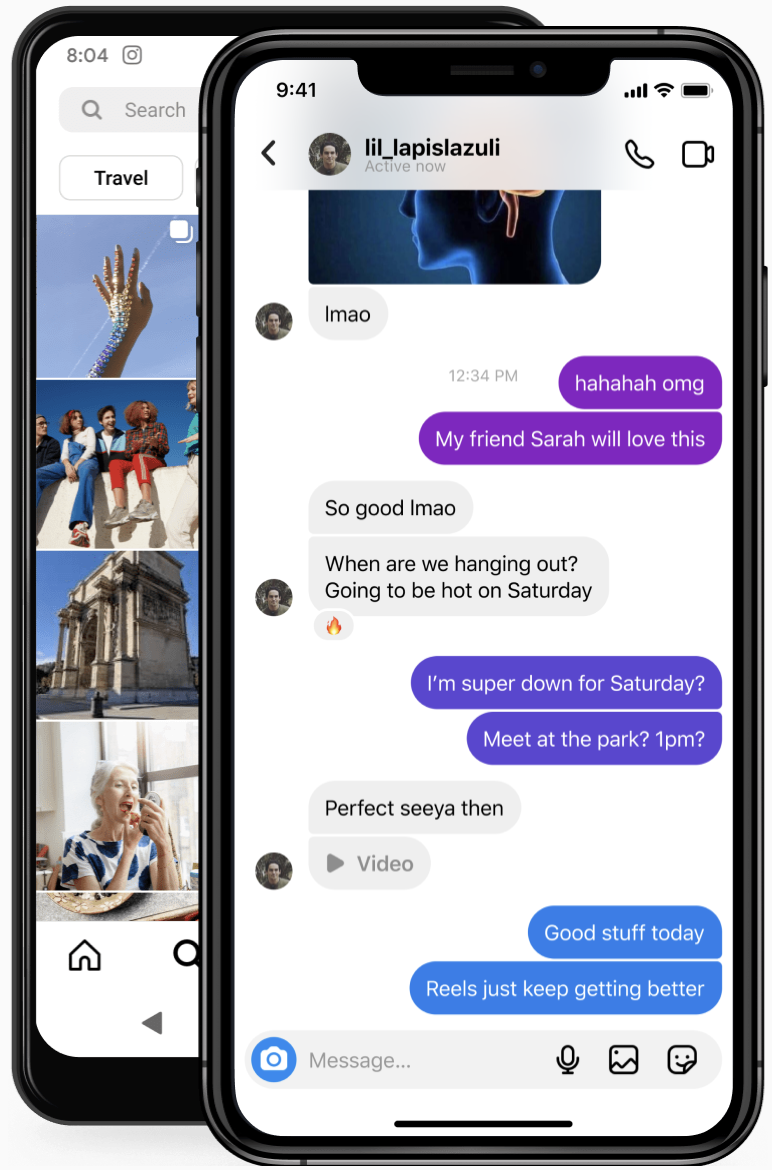 8:04
Search
Travel
9:41
lil_lapislazuli
Active now
lmao
12:34 PM
hahahah omg
My friend Sarah will love this
So good lmao
When are we hanging out?
Going to be hot on Saturday
I'm super down for Saturday?
Meet at the park? 1pm?
Perfect seeya then
Video
Good stuff today
Reels just keep getting better
Message...